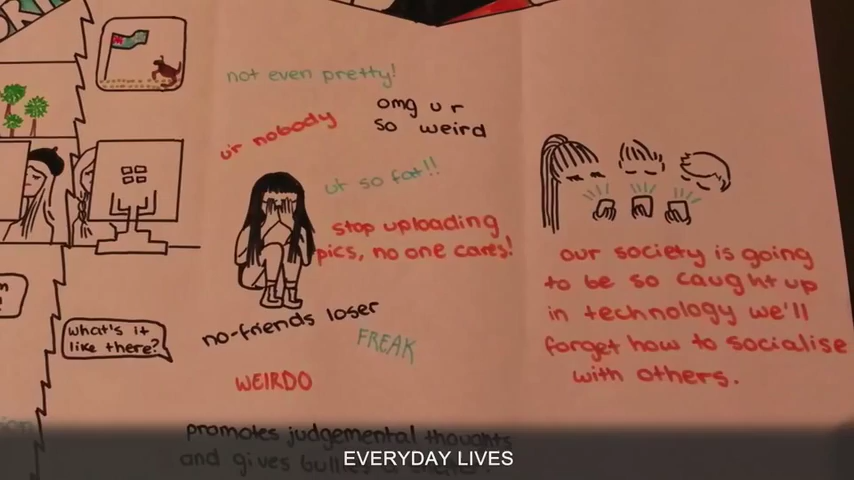 not even pretty!
omg u r
so weird
ur nobody
ur so fat!!
stop uploading
pics, no one cares!
no-friends loser
FREAK
WEIRDO
what's it
like there?
promotes judgemental thoughts
and gives
our society is going
to be so caught up
in technology we'll
forget how to socialise
with others.
EVERYDAY LIVES